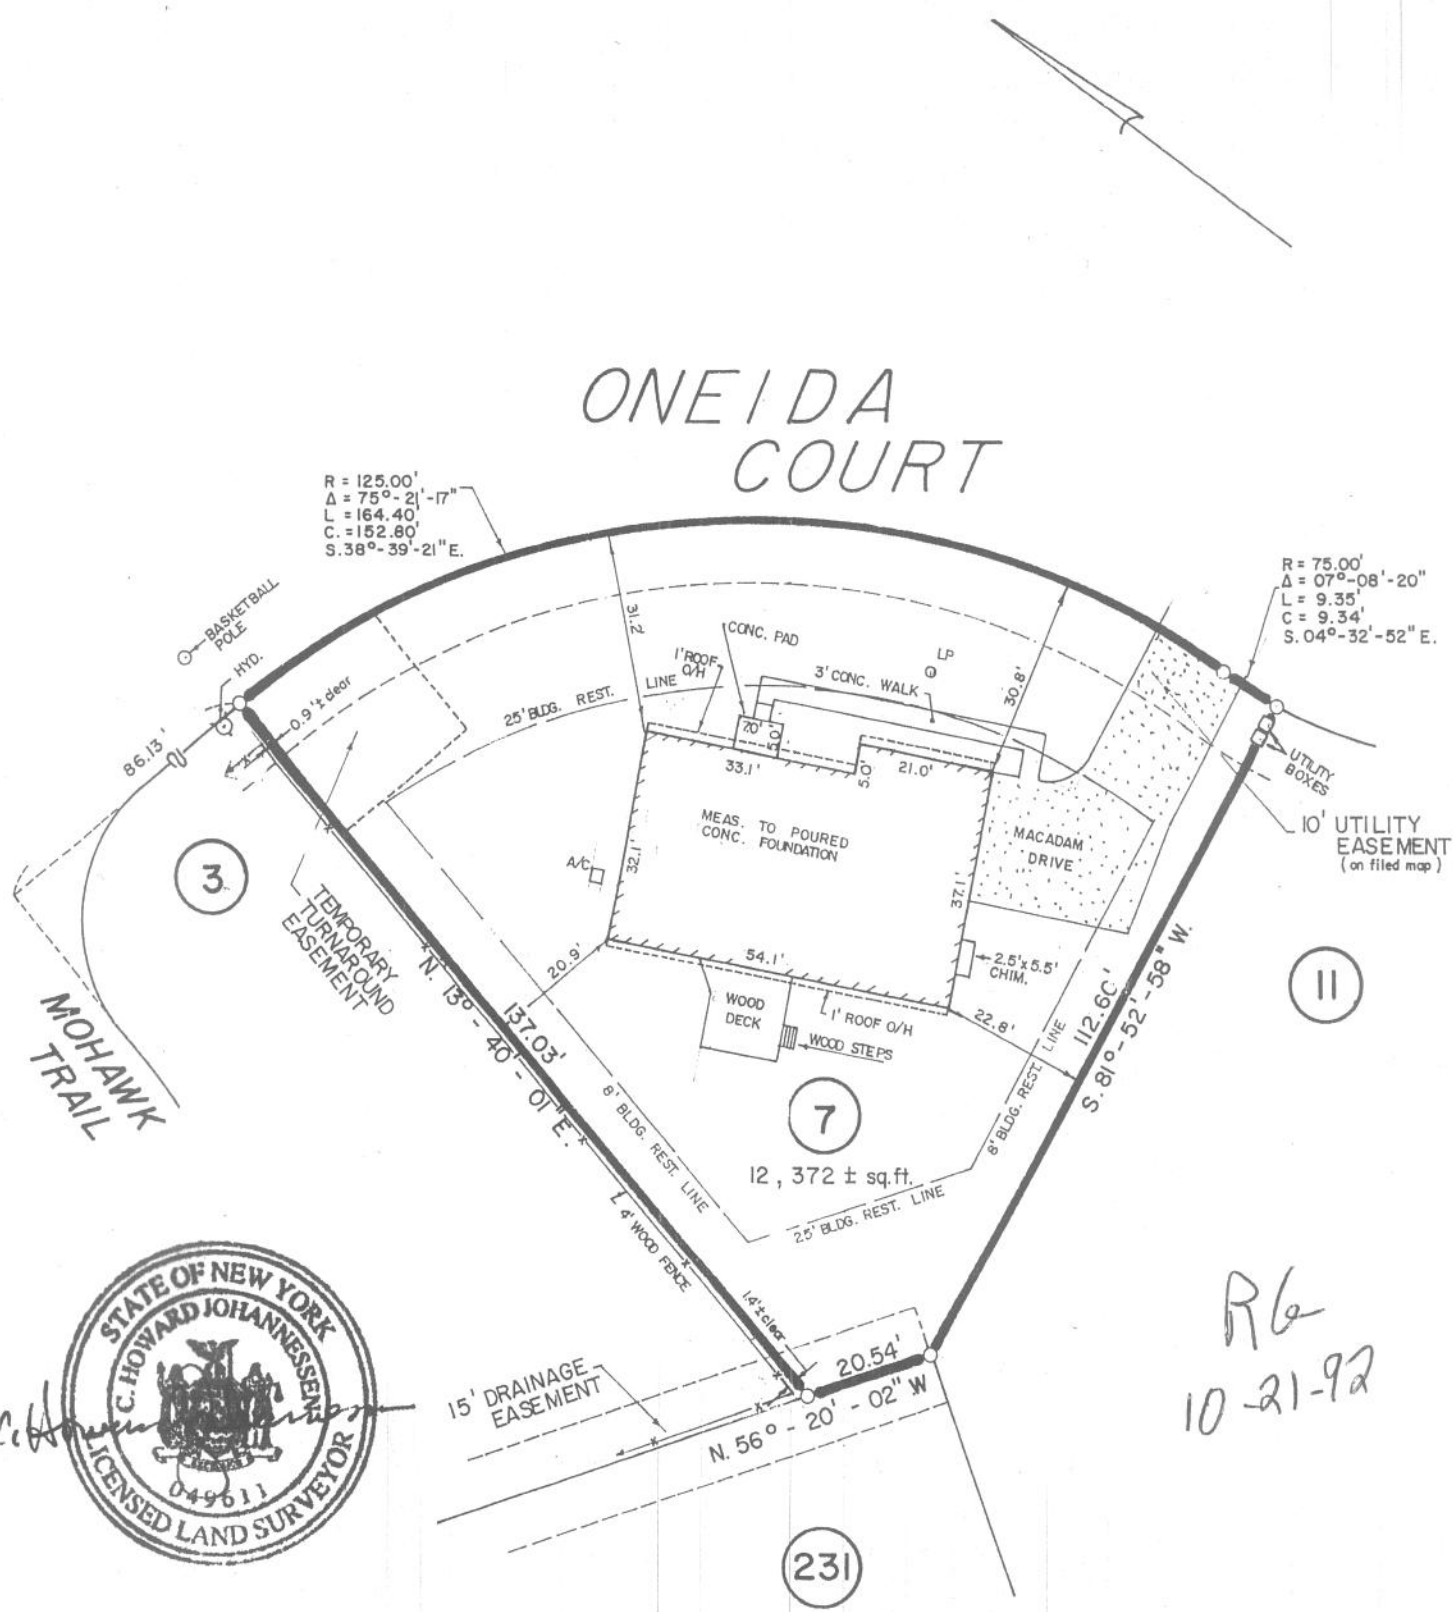 ONEIDA
COURT
R = 125.00'
Δ = 75°-21'-17"
L = 164.40'
C. = 152.80'
S.38°-39'-21"E.
R = 75.00'
Δ = 07°-08'-20"
L = 9.35'
C = 9.34'
S.04°-32'-52"E.
BASKETBALL
POLE
HYD.
0.9'± clear
86.13'
31.2'
CONC. PAD
1' ROOF
O/H
LP
3' CONC. WALK
30.8'
25' BLDG. REST. LINE
7.0'
5.0'
33.1'
5.0'
21.0'
UTILITY
BOXES
10' UTILITY
EASEMENT
(on filed map)
MEAS. TO POURED
CONC. FOUNDATION
MACADAM
DRIVE
A/C
32.1'
37.1'
3
TEMPORARY
TURNAROUND
EASEMENT
20.9'
54.1'
2.5'x5.5'
CHIM.
WOOD
DECK
1' ROOF O/H
WOOD STEPS
22.8'
11
MOHAWK
TRAIL
N. 13°-40'-01"E.
137.03'
112.60'
S.81°-52'-58"W.
8' BLDG. REST. LINE
8' BLDG. REST. LINE
7
12,372 ± sq.ft.
25' BLDG. REST. LINE
4' WOOD FENCE
1.4'± clear
15' DRAINAGE
EASEMENT
20.54'
N. 56°-20'-02" W
231
STATE OF NEW YORK
C. HOWARD JOHANNESSEN
049611
LICENSED LAND SURVEYOR
10-21-92